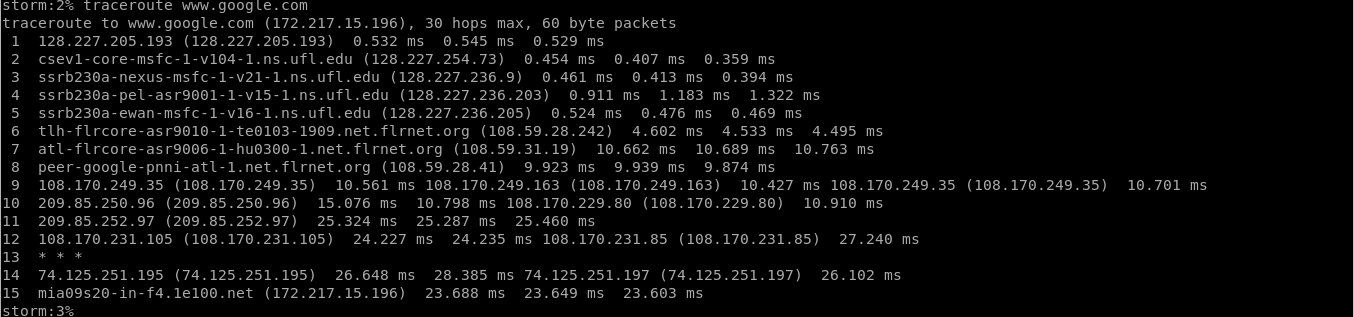 storm:2% traceroute www.google.com
traceroute to www.google.com (172.217.15.196), 30 hops max, 60 byte packets
 1  128.227.205.193 (128.227.205.193)  0.532 ms  0.545 ms  0.529 ms
 2  csev1-core-msfc-1-v104-1.ns.ufl.edu (128.227.254.73)  0.454 ms  0.407 ms  0.359 ms
 3  ssrb230a-nexus-msfc-1-v21-1.ns.ufl.edu (128.227.236.9)  0.461 ms  0.413 ms  0.394 ms
 4  ssrb230a-pel-asr9001-1-v15-1.ns.ufl.edu (128.227.236.203)  0.911 ms  1.183 ms  1.322 ms
 5  ssrb230a-ewan-msfc-1-v16-1.ns.ufl.edu (128.227.236.205)  0.524 ms  0.476 ms  0.469 ms
 6  tlh-flrcore-asr9010-1-te0103-1909.net.flrnet.org (108.59.28.242)  4.602 ms  4.533 ms  4.495 ms
 7  atl-flrcore-asr9006-1-hu0300-1.net.flrnet.org (108.59.31.19)  10.662 ms  10.689 ms  10.763 ms
 8  peer-google-pnni-atl-1.net.flrnet.org (108.59.28.41)  9.923 ms  9.939 ms  9.874 ms
 9  108.170.249.35 (108.170.249.35)  10.561 ms 108.170.249.163 (108.170.249.163)  10.427 ms 108.170.249.35 (108.170.249.35)  10.701 ms
10  209.85.250.96 (209.85.250.96)  15.076 ms  10.798 ms 108.170.229.80 (108.170.229.80)  10.910 ms
11  209.85.252.97 (209.85.252.97)  25.324 ms  25.287 ms  25.460 ms
12  108.170.231.105 (108.170.231.105)  24.227 ms  24.235 ms 108.170.231.85 (108.170.231.85)  27.240 ms
13  * * *
14  74.125.251.195 (74.125.251.195)  26.648 ms  28.385 ms 74.125.251.197 (74.125.251.197)  26.102 ms
15  mia09s20-in-f4.1e100.net (172.217.15.196)  23.688 ms  23.649 ms  23.603 ms
storm:3%